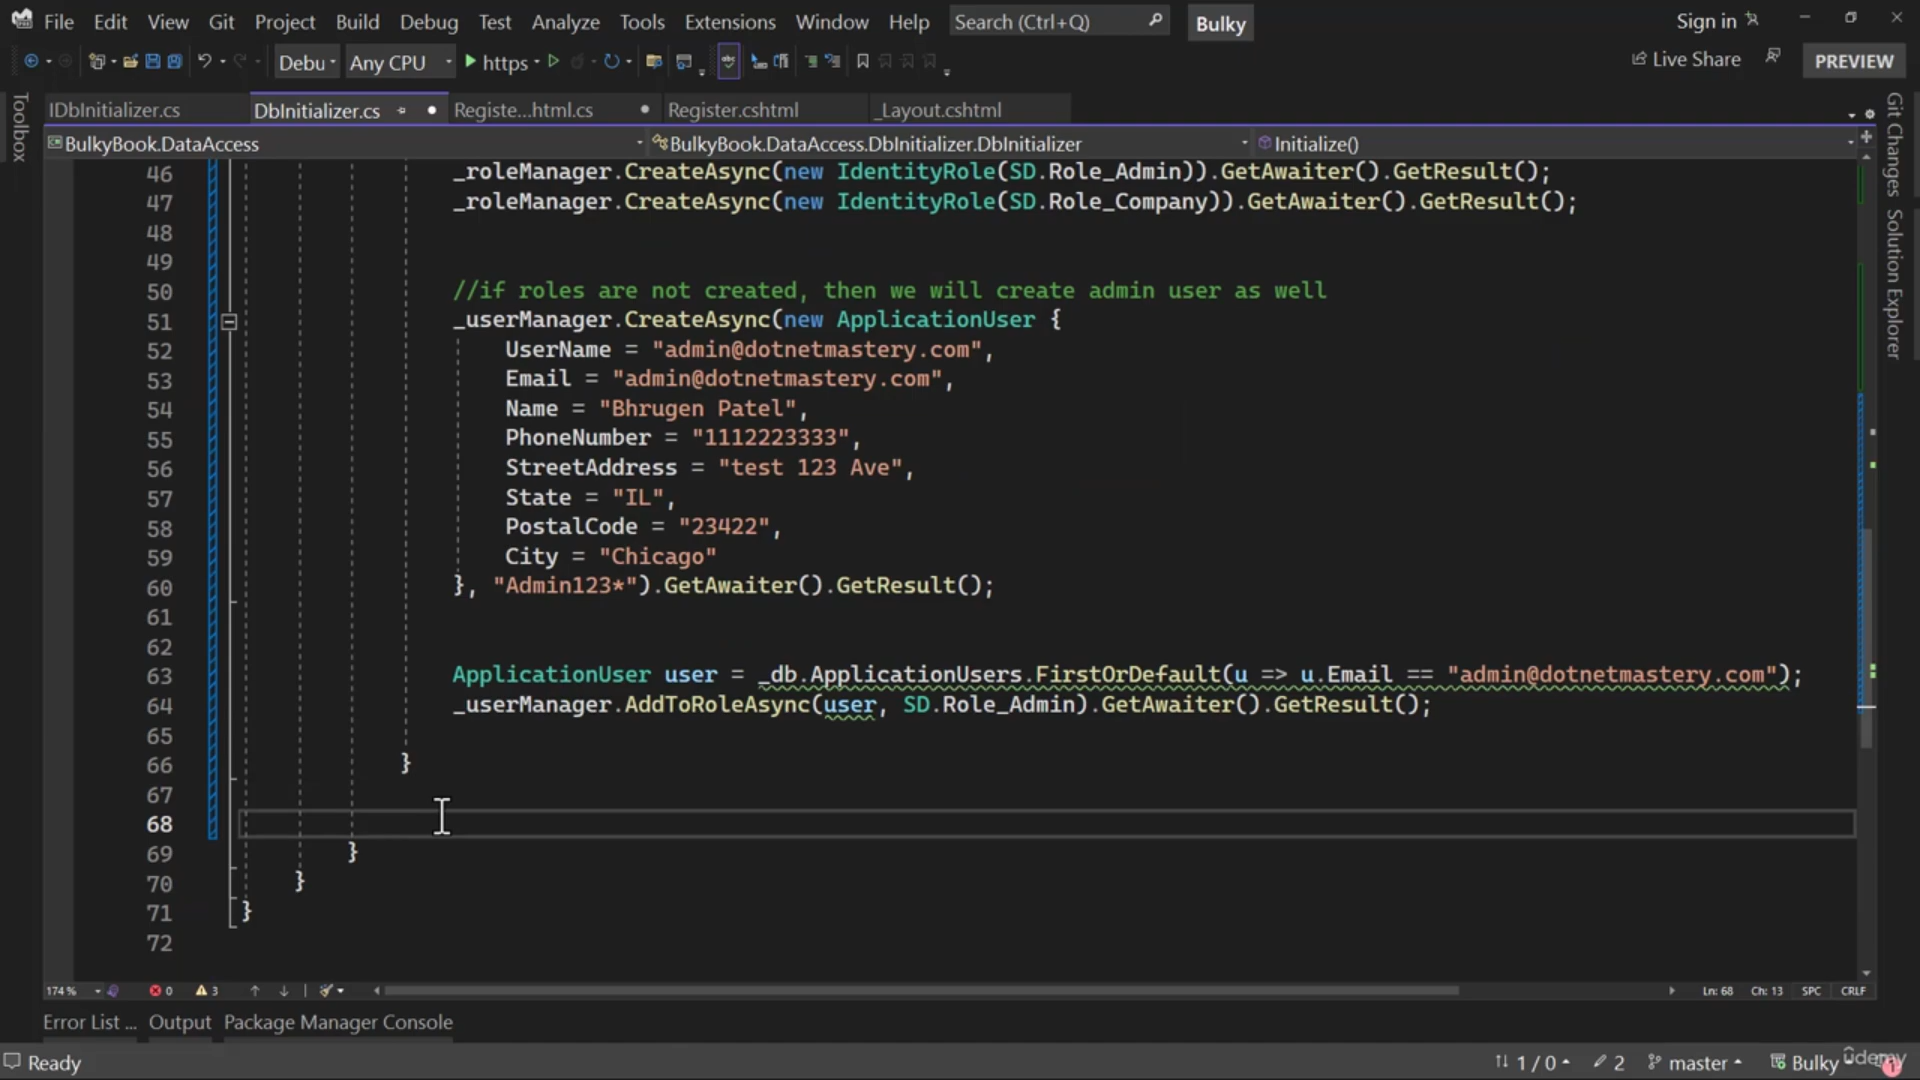 File Edit View Git Project Build Debug Test Analyze Tools Extensions Window Help Search (Ctrl+Q) Bulky Sign in
Debu Any CPU https Live Share PREVIEW
Toolbox
IDbInitializer.cs DbInitializer.cs Registe...html.cs Register.cshtml _Layout.cshtml
BulkyBook.DataAccess BulkyBook.DataAccess.DbInitializer.DbInitializer Initialize()
46 _roleManager.CreateAsync(new IdentityRole(SD.Role_Admin)).GetAwaiter().GetResult();
47 _roleManager.CreateAsync(new IdentityRole(SD.Role_Company)).GetAwaiter().GetResult();
48
49
50 //if roles are not created, then we will create admin user as well
51 _userManager.CreateAsync(new ApplicationUser {
52 UserName = "admin@dotnetmastery.com",
53 Email = "admin@dotnetmastery.com",
54 Name = "Bhrugen Patel",
55 PhoneNumber = "1112223333",
56 StreetAddress = "test 123 Ave",
57 State = "IL",
58 PostalCode = "23422",
59 City = "Chicago"
60 }, "Admin123*").GetAwaiter().GetResult();
61
62
63 ApplicationUser user = _db.ApplicationUsers.FirstOrDefault(u => u.Email == "admin@dotnetmastery.com");
64 _userManager.AddToRoleAsync(user, SD.Role_Admin).GetAwaiter().GetResult();
65
66 }
67
68
69 }
70 }
71 }
72
Git Changes
Solution Explorer
174 % 0 3 Ln: 68 Ch: 13 SPC CRLF
Error List ... Output Package Manager Console
Ready 1 / 0 2 master Bulky 1
udemy